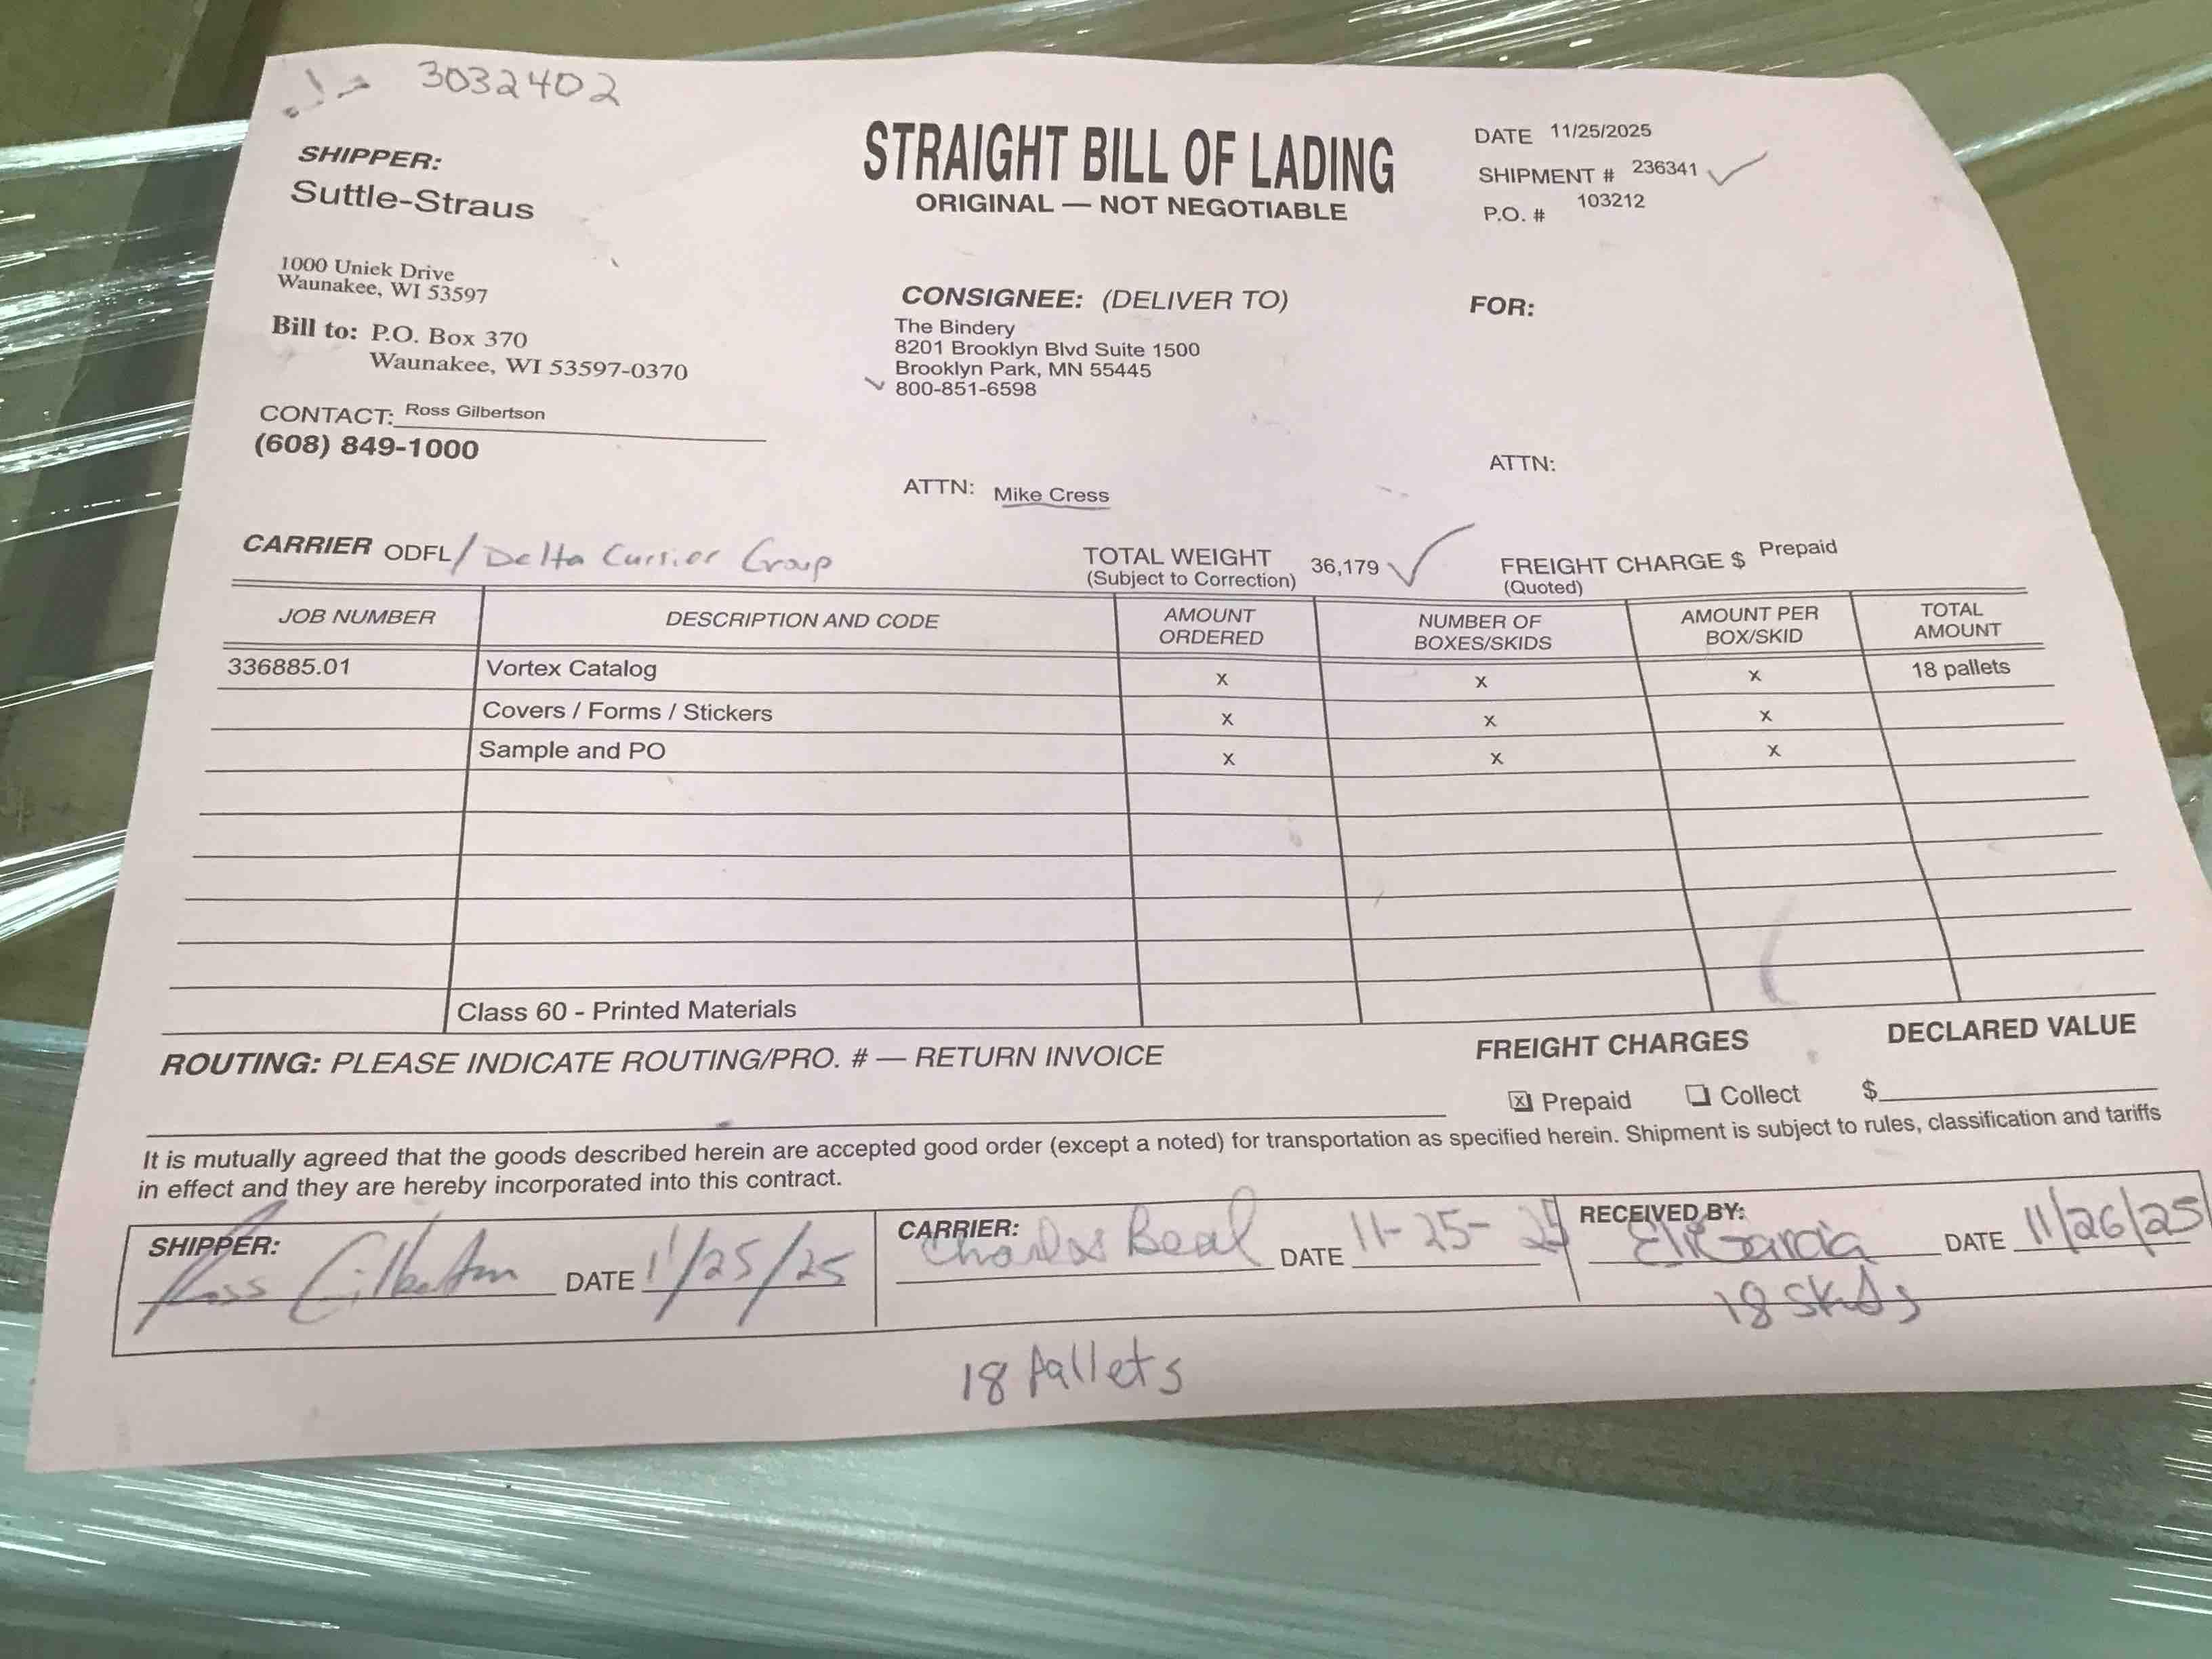 3032402
STRAIGHT BILL OF LADING
ORIGINAL — NOT NEGOTIABLE
DATE 11/25/2025
SHIPMENT # 236341
P.O. # 103212
SHIPPER:
Suttle-Straus
1000 Uniek Drive
Waunakee, WI 53597
Bill to: P.O. Box 370
Waunakee, WI 53597-0370
CONTACT: Ross Gilbertson
(608) 849-1000
CONSIGNEE: (DELIVER TO)
The Bindery
8201 Brooklyn Blvd Suite 1500
Brooklyn Park, MN 55445
800-851-6598
ATTN: Mike Cress
FOR:
ATTN:
CARRIER ODFL / Delta Currier Group
TOTAL WEIGHT 36,179
(Subject to Correction)
FREIGHT CHARGE $ Prepaid
(Quoted)
JOB NUMBER DESCRIPTION AND CODE AMOUNT ORDERED NUMBER OF BOXES/SKIDS AMOUNT PER BOX/SKID TOTAL AMOUNT
336885.01 Vortex Catalog x x x 18 pallets
Covers / Forms / Stickers x x x
Sample and PO x x x
Class 60 - Printed Materials
ROUTING: PLEASE INDICATE ROUTING/PRO. # — RETURN INVOICE
FREIGHT CHARGES
DECLARED VALUE
x Prepaid Collect $
It is mutually agreed that the goods described herein are accepted good order (except a noted) for transportation as specified herein. Shipment is subject to rules, classification and tariffs
in effect and they are hereby incorporated into this contract.
SHIPPER: Ross Gilbertson DATE 11/25/25
CARRIER: Charles Beal DATE 11-25-25
RECEIVED BY: Eli Garcia DATE 11/26/25
18 Skids
18 Pallets